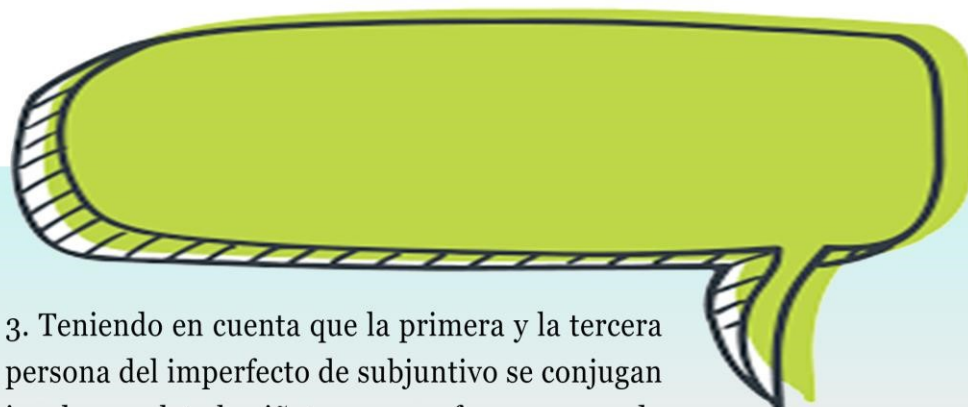 3. Teniendo en cuenta que la primera y la tercera
persona del imperfecto de subjuntivo se conjugan